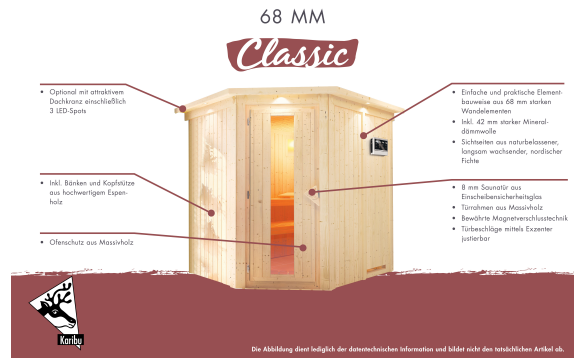 68 MM
Classic
• Optional mit attraktivem
Dachkranz einschließlich
3 LED-Spots
• Inkl. Bänken und Kopfstütze
aus hochwertigem Espen-
holz
• Ofenschutz aus Massivholz
• Einfache und praktische Element-
bauweise aus 68 mm starken
Wandelementen
• Inkl. 42 mm starker Mineral-
dämmwolle
• Sichtseiten aus naturbelassener,
langsam wachsender, nordischer
Fichte
• 8 mm Saunatür aus
Einscheibensicherheitsglas
• Türrahmen aus Massivholz
• Bewährte Magnetverschlusstechnik
• Türbeschläge mittels Exzenter
justierbar
Karibu
Die Abbildung dient lediglich der datentechnischen Information und bildet nicht den tatsächlichen Artikel ab.